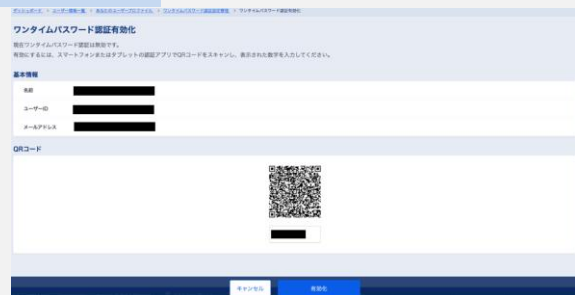 ダッシュボード > ユーザー情報一覧 > あなたのユーザープロファイル > ワンタイムパスワード認証設定管理 > ワンタイムパスワード認証有効化
ワンタイムパスワード認証有効化
現在ワンタイムパスワード認証は無効です。
有効にするには、スマートフォンまたはタブレットの認証アプリでQRコードをスキャンし、表示された数字を入力してください。
基本情報
名前
ユーザーID
メールアドレス
QRコード
キャンセル
有効化